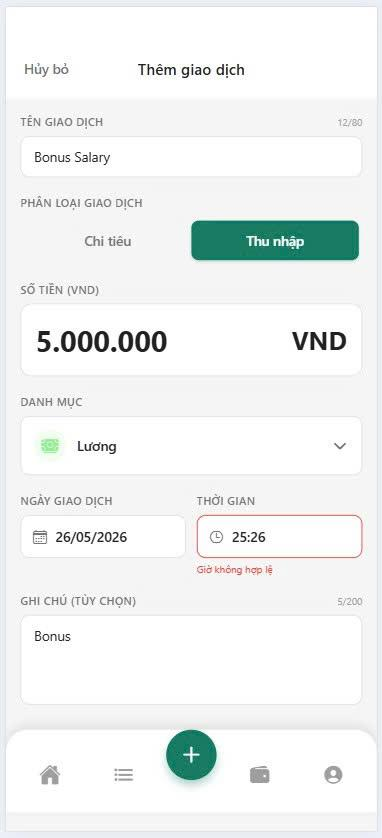 Hủy bỏ
Thêm giao dịch
TÊN GIAO DỊCH
12/80
Bonus Salary
PHÂN LOẠI GIAO DỊCH
Chi tiêu
Thu nhập
SỐ TIỀN (VND)
5.000.000
VND
DANH MỤC
Lương
NGÀY GIAO DỊCH
THỜI GIAN
26/05/2026
25:26
Giờ không hợp lệ
GHI CHÚ (TÙY CHỌN)
5/200
Bonus